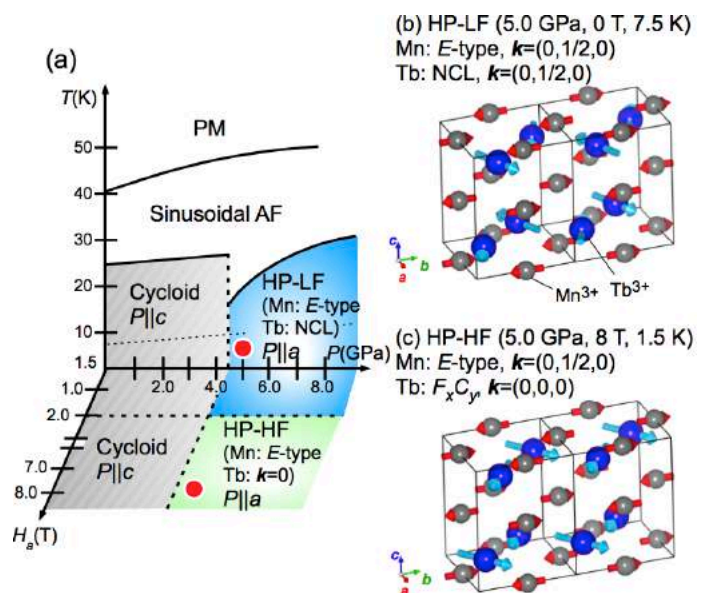 (a)
T(K)
PM
50
40
Sinusoidal AF
30
20
10
1.5
Cycloid
P||c
HP-LF
(Mn: E-type
Tb: NCL)
P||a
P(GPa)
2.0 4.0 6.0 8.0
1.0
2.0
7.0
8.0
H_a(T)
Cycloid
P||c
HP-HF
(Mn: E-type
Tb: k=0)
P||a
(b) HP-LF (5.0 GPa, 0 T, 7.5 K)
Mn: E-type, k=(0,1/2,0)
Tb: NCL, k=(0,1/2,0)
c
b
a
Mn3+ Tb3+
(c) HP-HF (5.0 GPa, 8 T, 1.5 K)
Mn: E-type, k=(0,1/2,0)
Tb: FxCy, k=(0,0,0)
c
b
a